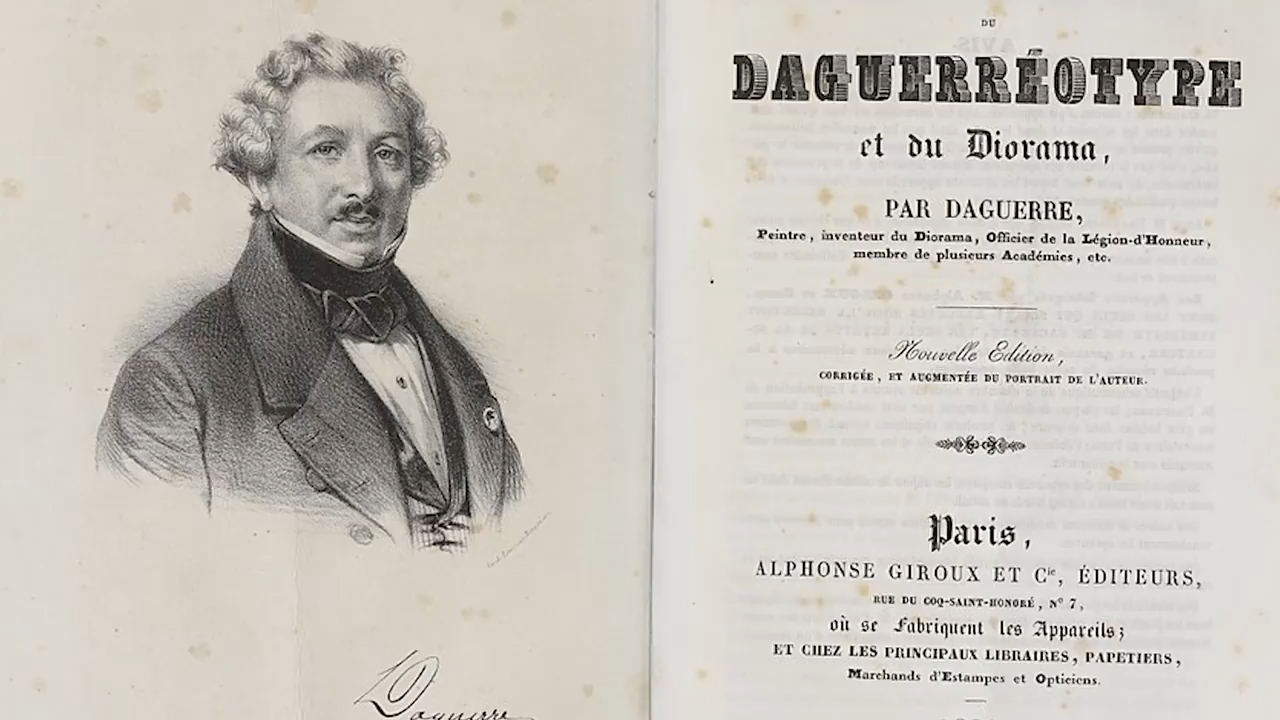 Daguerre
DU
DAGUERRÉOTYPE
et du Diorama,
PAR DAGUERRE,
Peintre, inventeur du Diorama, Officier de la Légion-d'Honneur,
membre de plusieurs Académies, etc.
Nouvelle Edition,
CORRIGÉE, ET AUGMENTÉE DU PORTRAIT DE L'AUTEUR.
Paris,
ALPHONSE GIROUX ET Cie, ÉDITEURS,
RUE DU COQ-SAINT-HONORÉ, N° 7,
où se Fabriquent les Appareils;
ET CHEZ LES PRINCIPAUX LIBRAIRES, PAPETIERS,
Marchands d'Estampes et Opticiens.